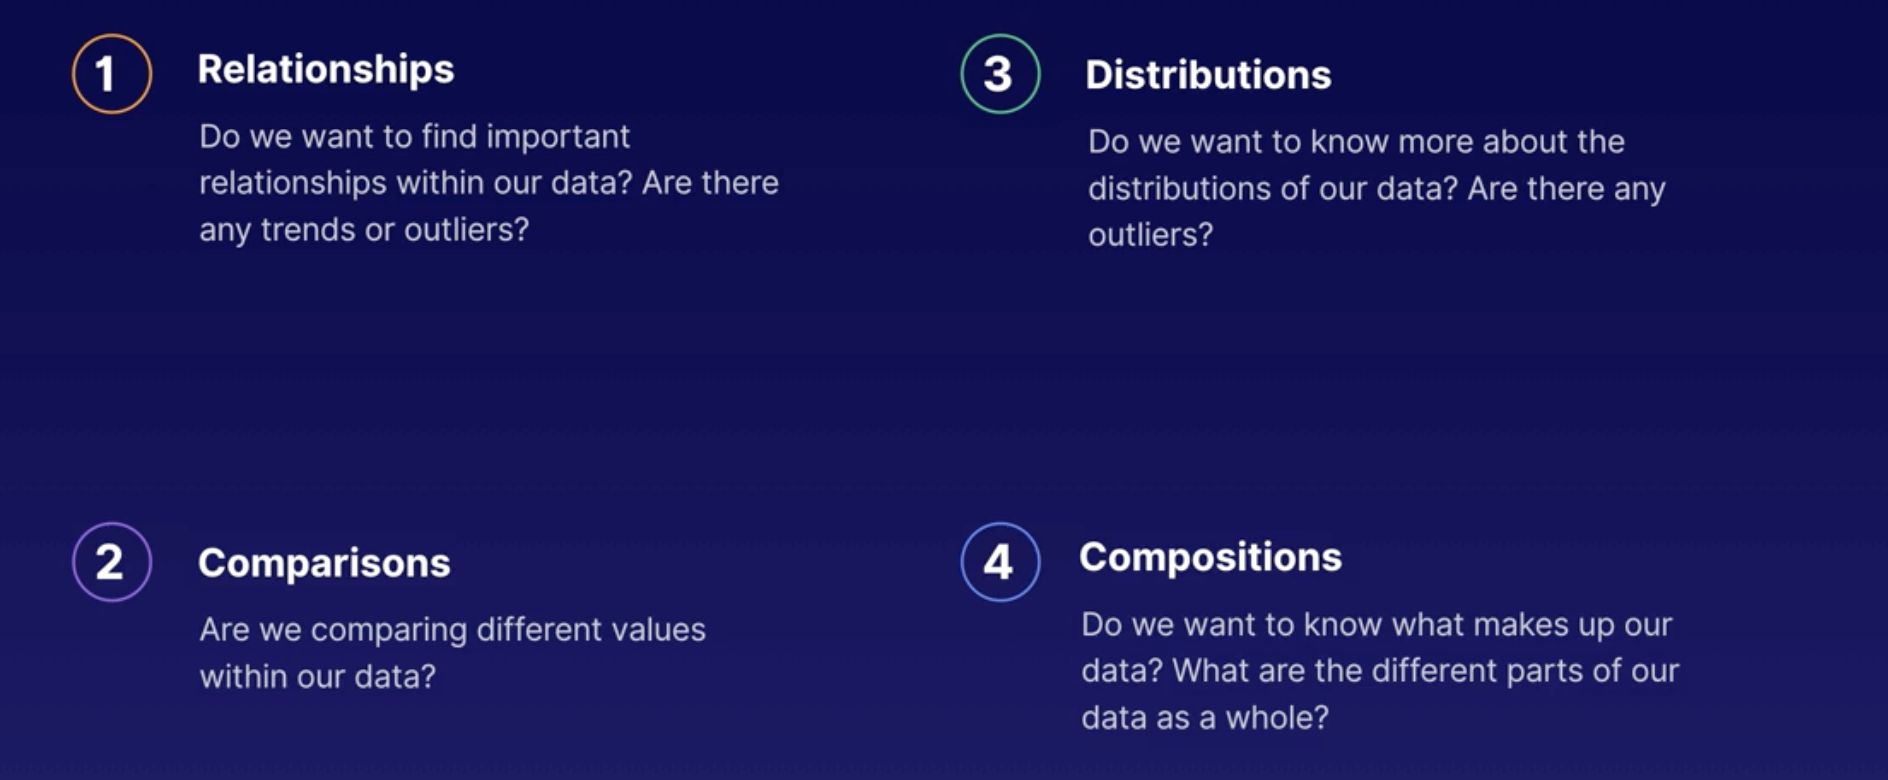 1
Relationships
Do we want to find important
relationships within our data? Are there
any trends or outliers?
2
Comparisons
Are we comparing different values
within our data?
3
Distributions
Do we want to know more about the
distributions of our data? Are there any
outliers?
4
Compositions
Do we want to know what makes up our
data? What are the different parts of our
data as a whole?